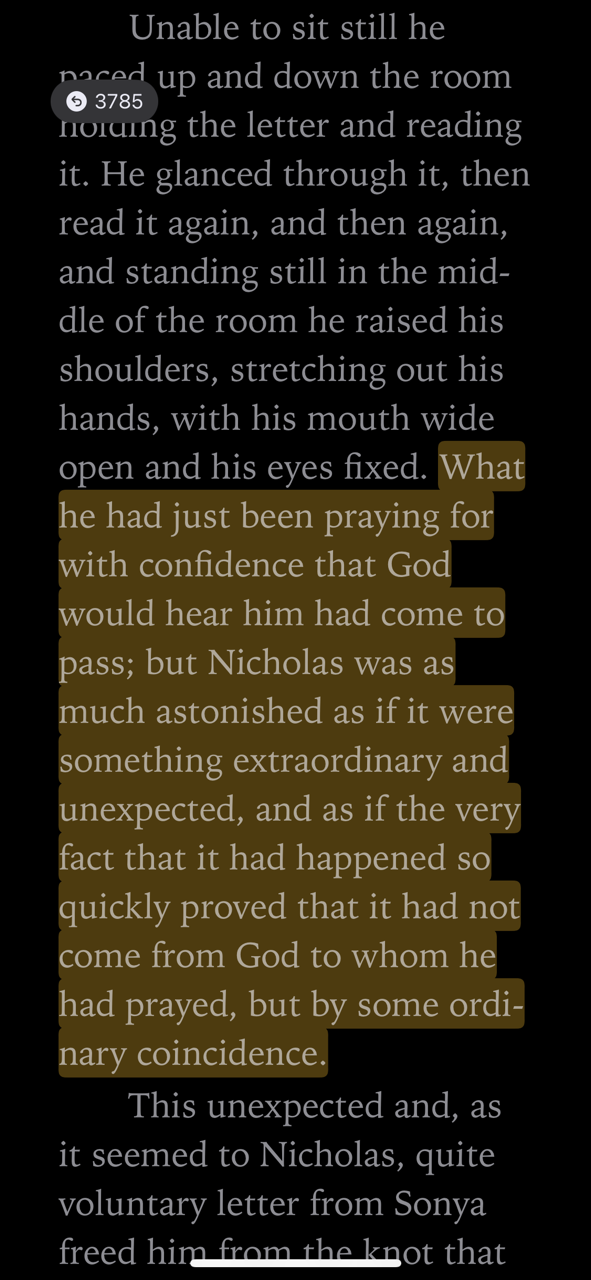 Unable to sit still he
paced up and down the room
3785
holding the letter and reading
it. He glanced through it, then
read it again, and then again,
and standing still in the mid-
dle of the room he raised his
shoulders, stretching out his
hands, with his mouth wide
open and his eyes fixed. What
he had just been praying for
with confidence that God
would hear him had come to
pass; but Nicholas was as
much astonished as if it were
something extraordinary and
unexpected, and as if the very
fact that it had happened so
quickly proved that it had not
come from God to whom he
had prayed, but by some ordi-
nary coincidence.
This unexpected and, as
it seemed to Nicholas, quite
voluntary letter from Sonya
freed him from the knot that